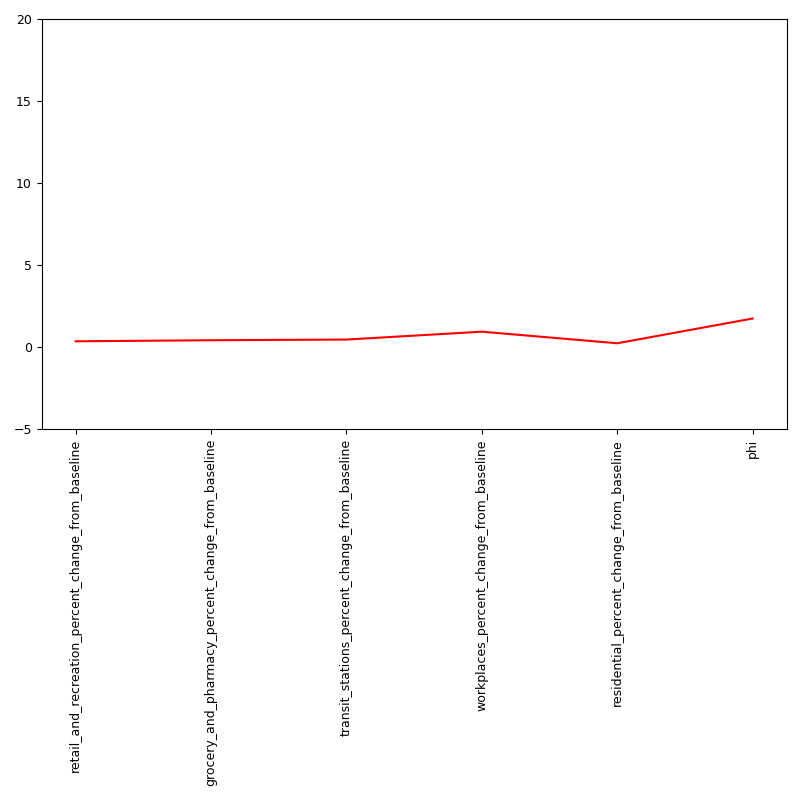 20
15
10
5
0
−5
retail_and_recreation_percent_change_from_baseline
grocery_and_pharmacy_percent_change_from_baseline
transit_stations_percent_change_from_baseline
workplaces_percent_change_from_baseline
residential_percent_change_from_baseline
phi